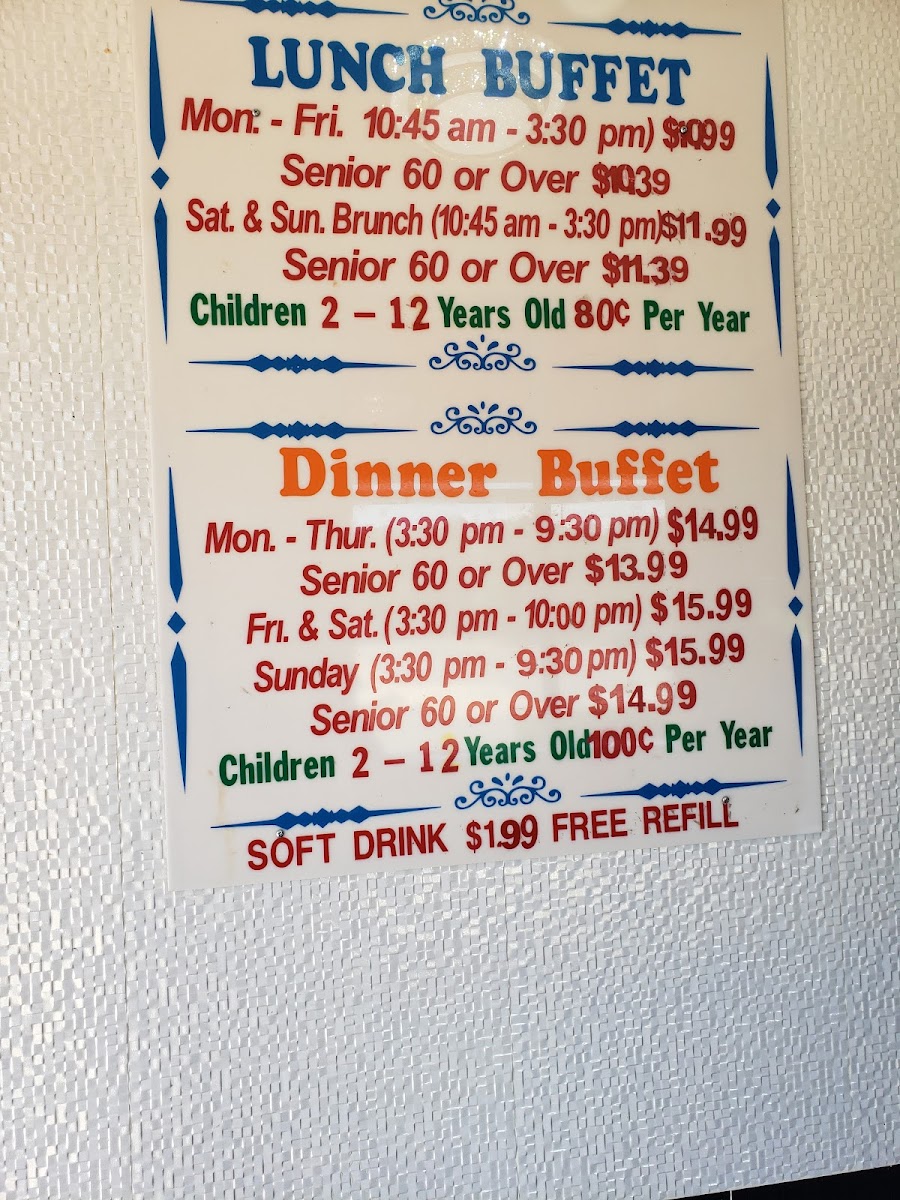 LUNCH BUFFET
Mon. - Fri. 10:45 am - 3:30 pm) $10.99
Senior 60 or Over $10.39
Sat. & Sun. Brunch (10:45 am - 3:30 pm) $11.99
Senior 60 or Over $11.39
Children 2 – 12 Years Old 80¢ Per Year
Dinner Buffet
Mon. - Thur. (3:30 pm - 9:30 pm) $14.99
Senior 60 or Over $13.99
Fri. & Sat. (3:30 pm - 10:00 pm) $15.99
Sunday (3:30 pm - 9:30 pm) $15.99
Senior 60 or Over $14.99
Children 2 – 12 Years Old 100¢ Per Year
SOFT DRINK $1.99 FREE REFILL